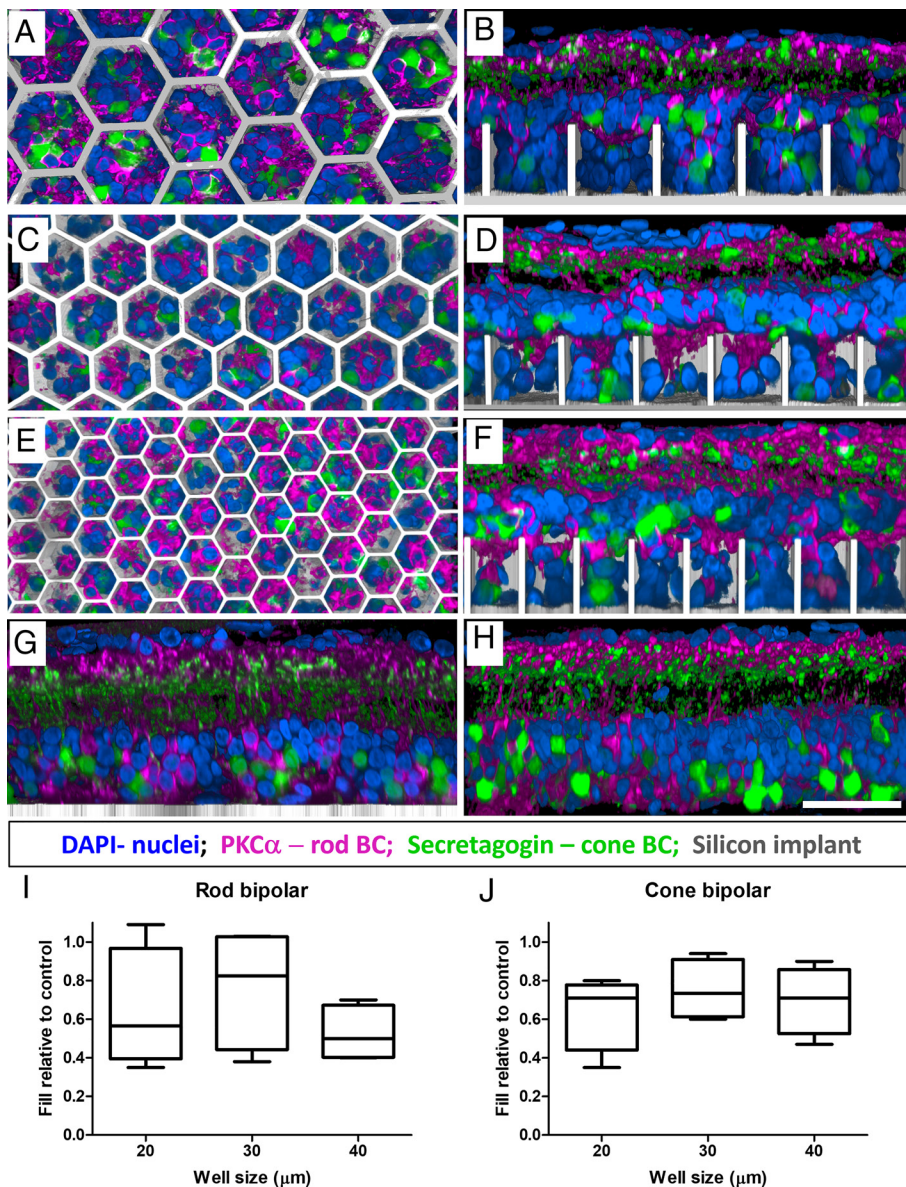 A
B
C
D
E
F
G
H
DAPI- nuclei; PKCα – rod BC; Secretagogin – cone BC; Silicon implant
I
Rod bipolar
Fill relative to control
1.0
0.8
0.6
0.4
0.2
0.0
20 30 40
Well size (μm)
J
Cone bipolar
Fill relative to control
1.0
0.8
0.6
0.4
0.2
0.0
20 30 40
Well size (μm)